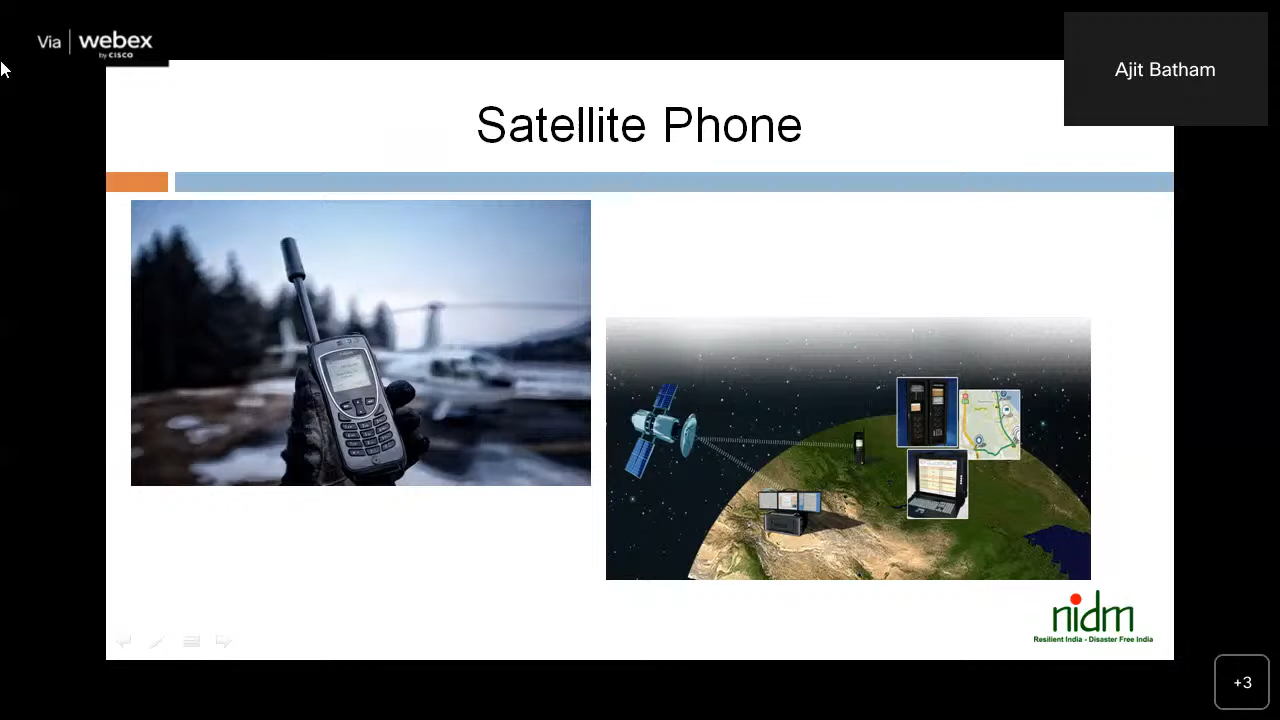 Via webex
by CISCO
Ajit Batham
Satellite Phone
nidm
Resilient India - Disaster Free India
+3